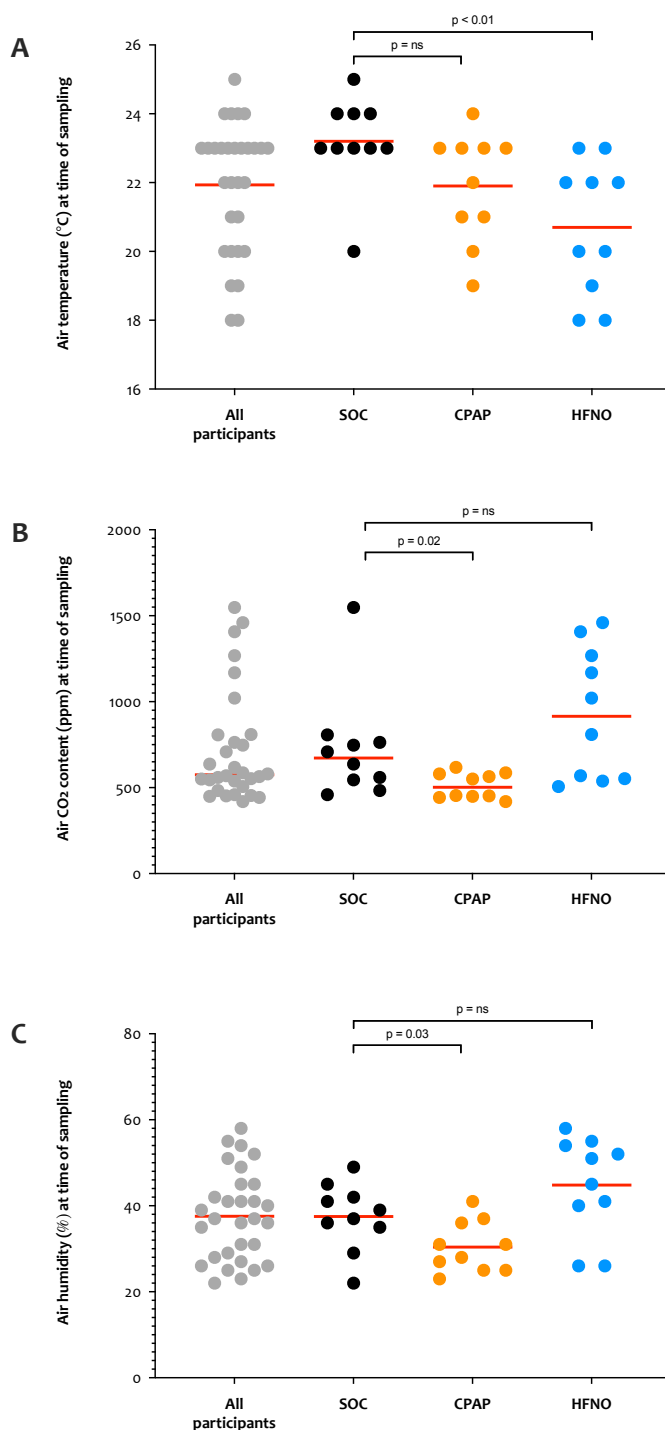 A
p < 0.01
p = ns
Air temperature (°C) at time of sampling
26
24
22
20
18
16
All participants
SOC
CPAP
HFNO
B
p = ns
p = 0.02
Air CO2 content (ppm) at time of sampling
2000
1500
1000
500
0
All participants
SOC
CPAP
HFNO
C
p = ns
p = 0.03
Air humidity (%) at time of sampling
80
60
40
20
0
All participants
SOC
CPAP
HFNO